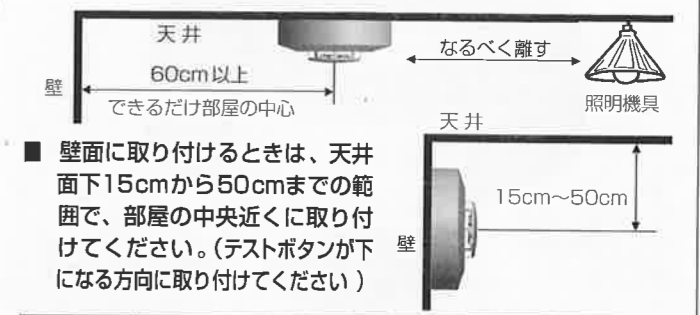 天井
なるべく離す
60cm以上
壁
できるだけ部屋の中心
照明機具
天井
■ 壁面に取り付けるときは、天井
面下15cmから50cmまでの範
囲で、部屋の中央近くに取り付
けてください。(テストボタンが下
になる方向に取り付けてください)
15cm〜50cm
壁